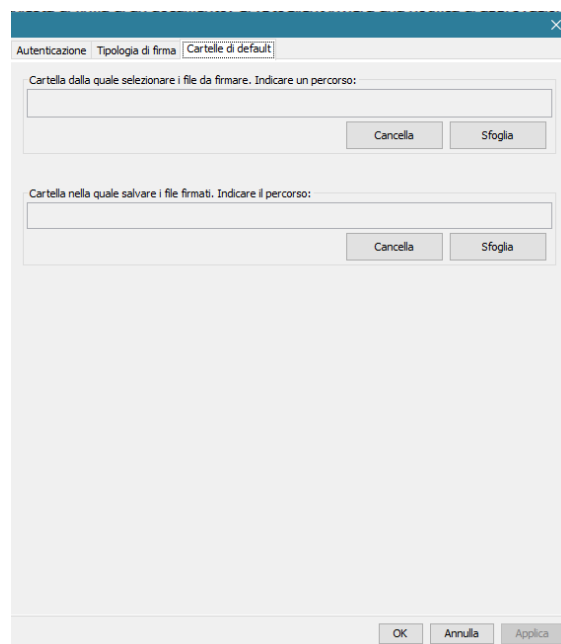 Autenticazione Tipologia di firma Cartelle di default
Cartella dalla quale selezionare i file da firmare. Indicare un percorso:
Cancella Sfoglia
Cartella nella quale salvare i file firmati. Indicare il percorso:
Cancella Sfoglia
OK Annulla Applica